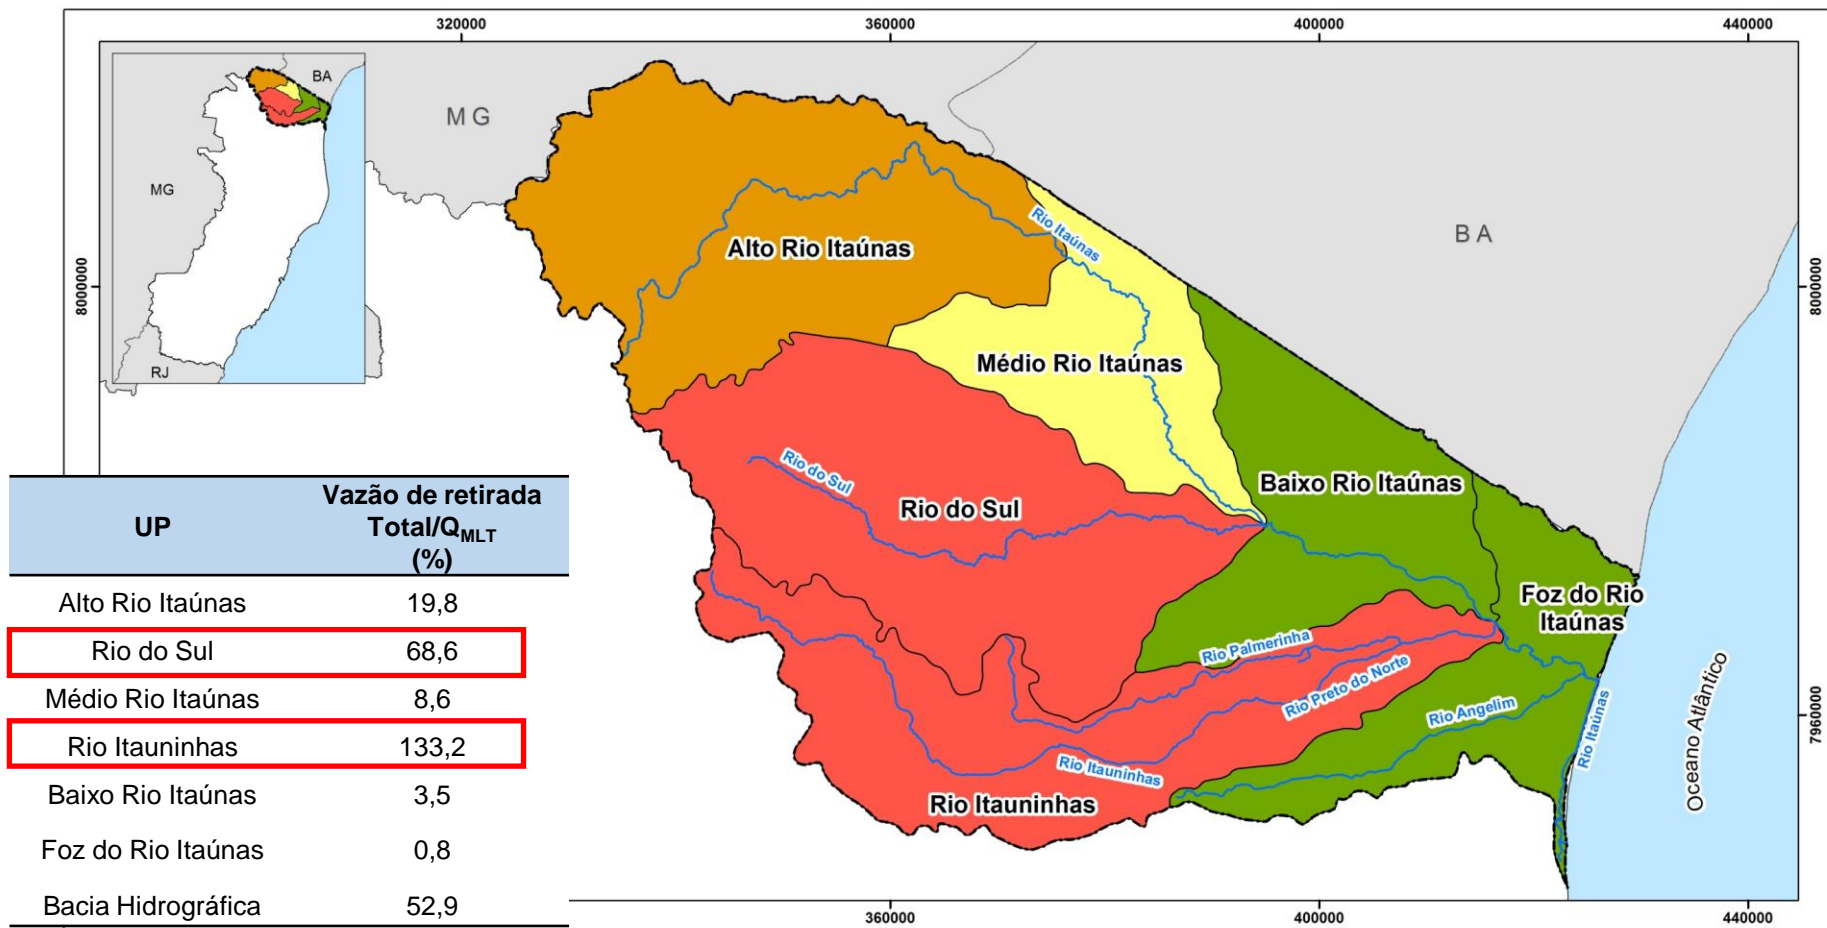 320000
360000
400000
440000
BA
MG
RJ
MG
BA
8000000
8000000
7960000
Rio Itaúnas
Alto Rio Itaúnas
Médio Rio Itaúnas
Baixo Rio Itaúnas
Rio do Sul
Rio do Sul
Foz do Rio
Itaúnas
Rio Palmerinha
Rio Preto do Norte
Rio Angelim
Rio Itaúnas
Rio Itauninhas
Rio Itauninhas
Oceano Atlântico
UP
Vazão de retirada
Total/QMLT
(%)
Alto Rio Itaúnas 19,8
Rio do Sul 68,6
Médio Rio Itaúnas 8,6
Rio Itauninhas 133,2
Baixo Rio Itaúnas 3,5
Foz do Rio Itaúnas 0,8
Bacia Hidrográfica 52,9
360000
400000
440000